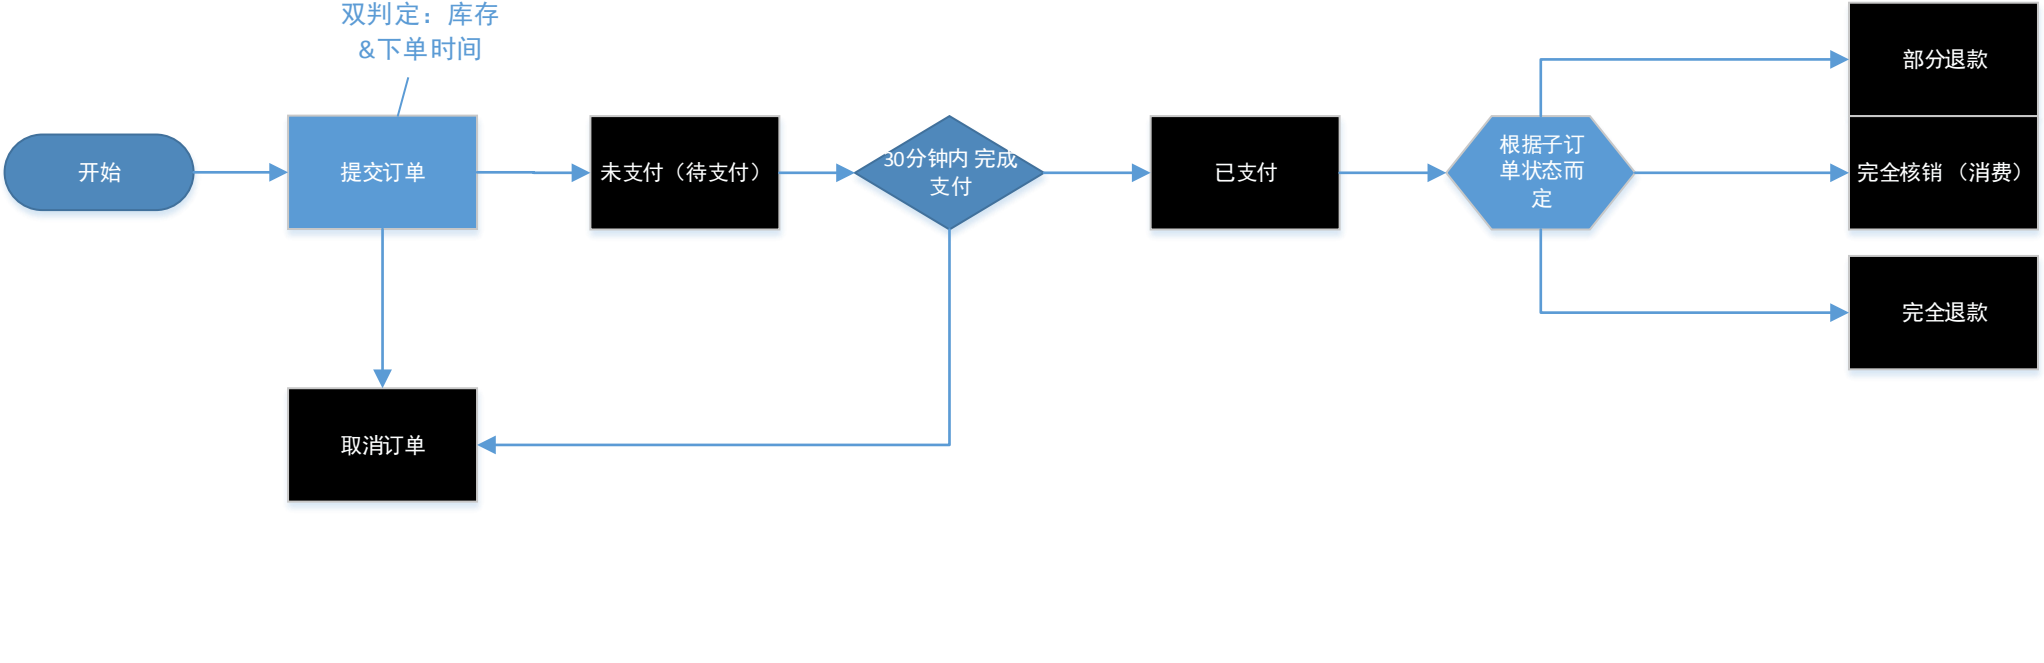 双判定：库存
&下单时间
开始
提交订单
未支付（待支付）
30分钟内 完成
支付
已支付
根据子订
单状态而
定
部分退款
完全核销 （消费）
完全退款
取消订单